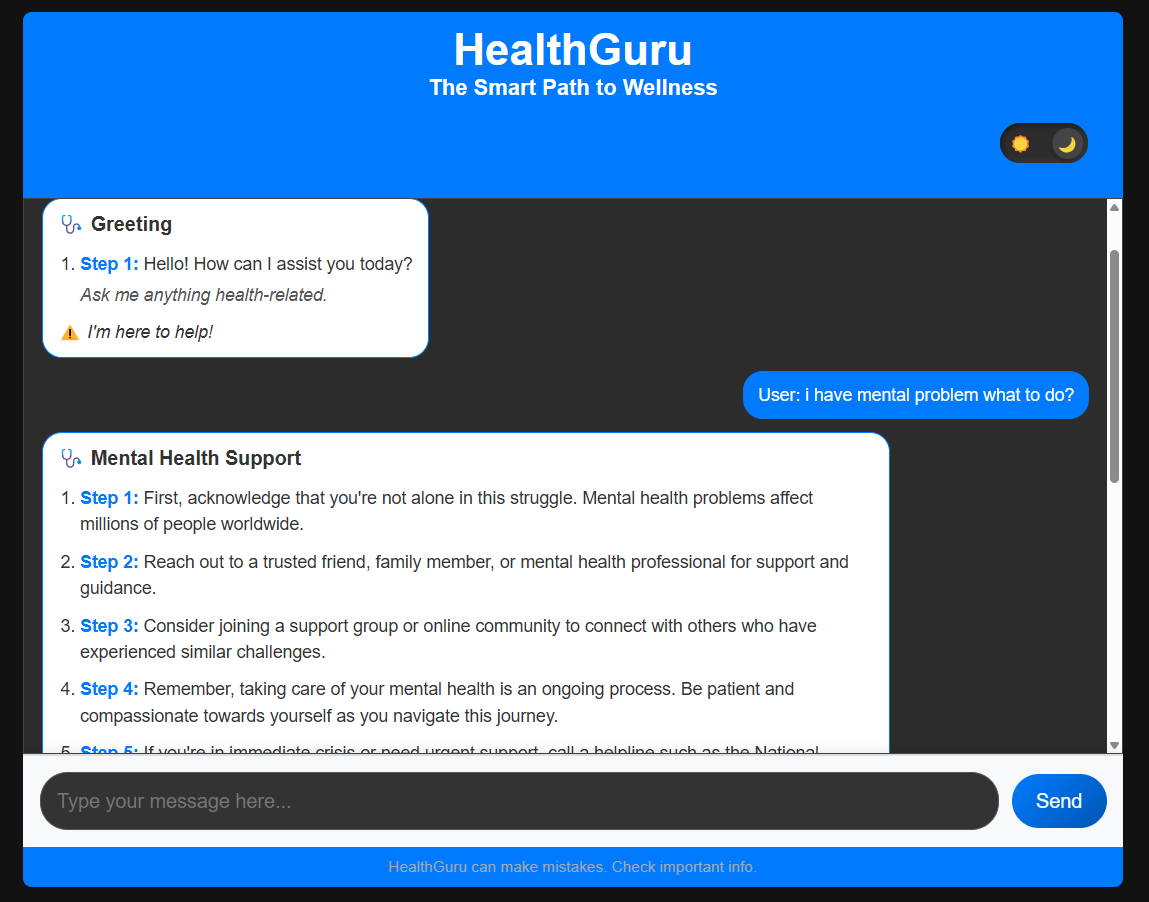 HealthGuru
The Smart Path to Wellness
Greeting
1. Step 1: Hello! How can I assist you today?
Ask me anything health-related.
I'm here to help!
User: i have mental problem what to do?
Mental Health Support
1. Step 1: First, acknowledge that you're not alone in this struggle. Mental health problems affect
millions of people worldwide.
2. Step 2: Reach out to a trusted friend, family member, or mental health professional for support and
guidance.
3. Step 3: Consider joining a support group or online community to connect with others who have
experienced similar challenges.
4. Step 4: Remember, taking care of your mental health is an ongoing process. Be patient and
compassionate towards yourself as you navigate this journey.
5. Step 5: If you're in immediate crisis or need urgent support, call a helpline such as the National
Type your message here...
Send
HealthGuru can make mistakes. Check important info.